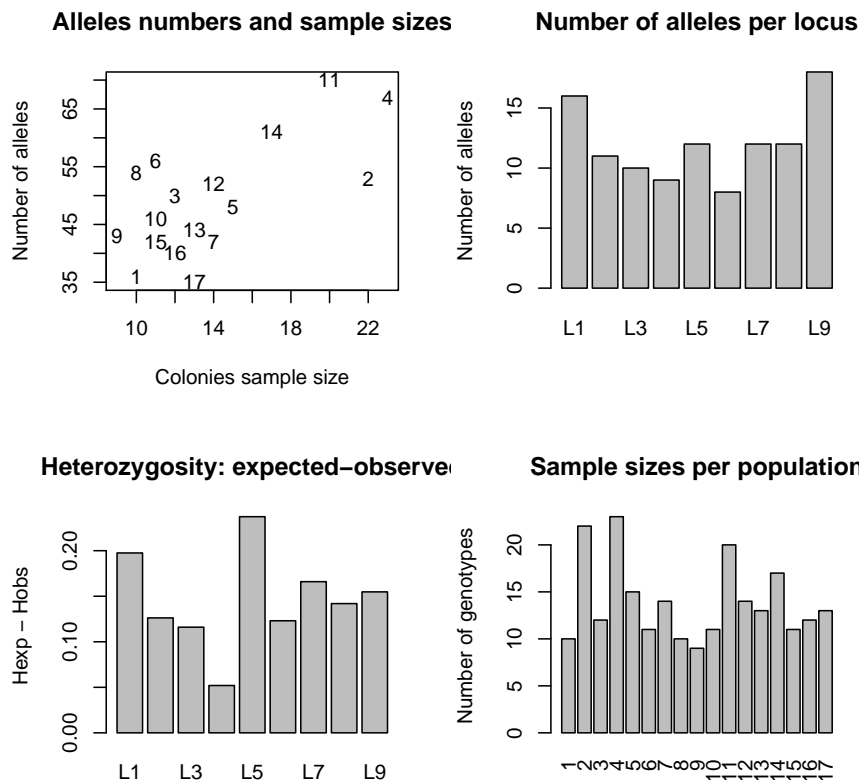 Alleles numbers and sample sizes
Number of alleles
65
55
45
35
11
4
14
6
8
2
12
3
5
10
13
9
15
7
16
1
17
10 14 18 22
Colonies sample size
Number of alleles per locus
Number of alleles
15
10
5
0
L1 L3 L5 L7 L9
Heterozygosity: expected−observe
Hexp − Hobs
0.20
0.10
0.00
L1 L3 L5 L7 L9
Sample sizes per population
Number of genotypes
20
15
10
5
0
1 2 3 4 5 6 7 8 9 10 11 12 13 14 15 16 17